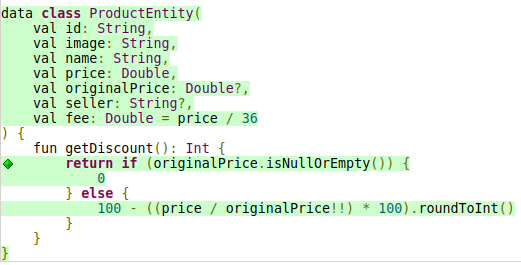 data class ProductEntity(
    val id: String,
    val image: String,
    val name: String,
    val price: Double,
    val originalPrice: Double?,
    val seller: String?,
    val fee: Double = price / 36
) {
    fun getDiscount(): Int {
        return if (originalPrice.isNullOrEmpty()) {
            0
        } else {
            100 - ((price / originalPrice!!) * 100).roundToInt()
        }
    }
}